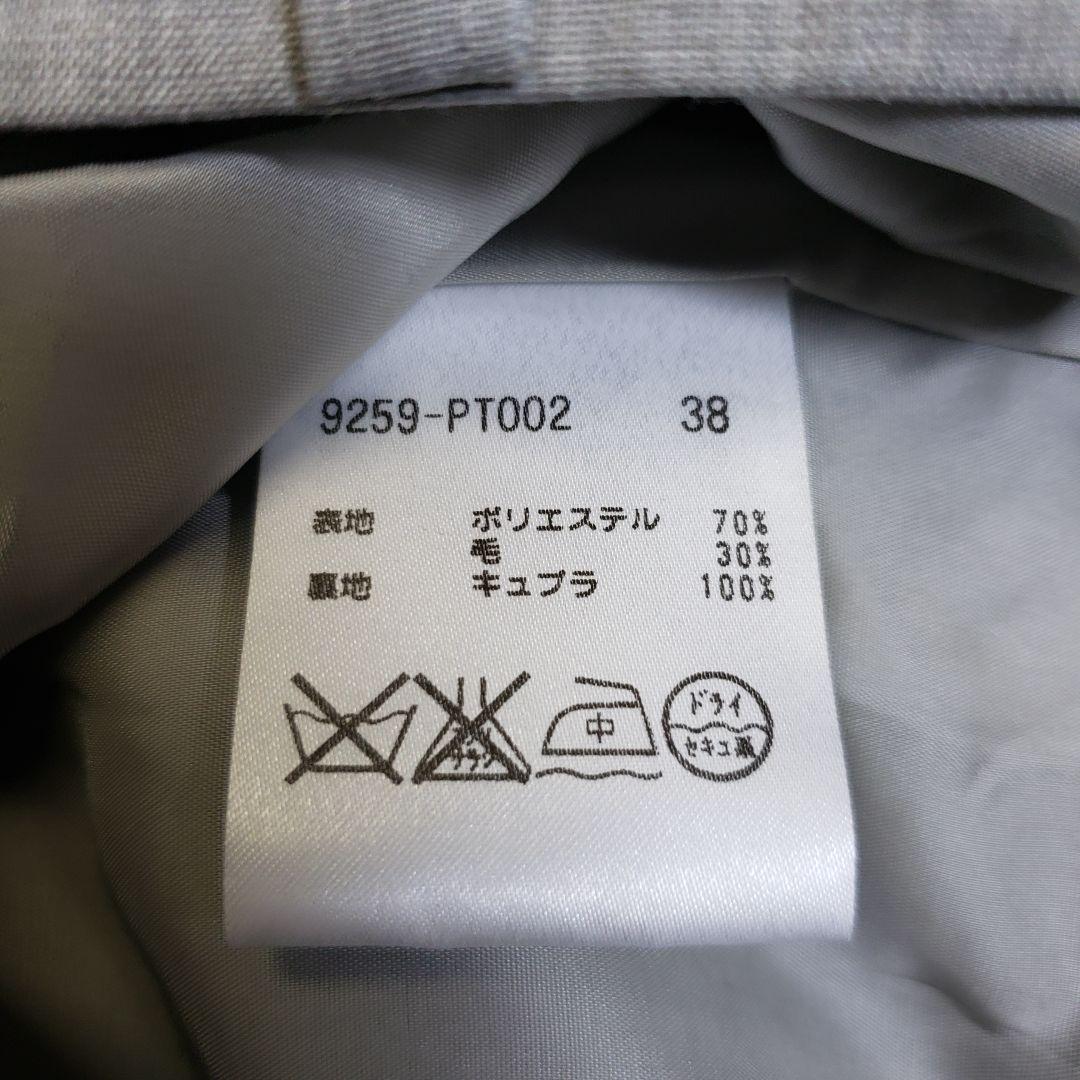 9259-PT002 38
表地 ポリエステル 70%
毛 30%
裏地 キュプラ 100%
中 ドライ
セキユ系